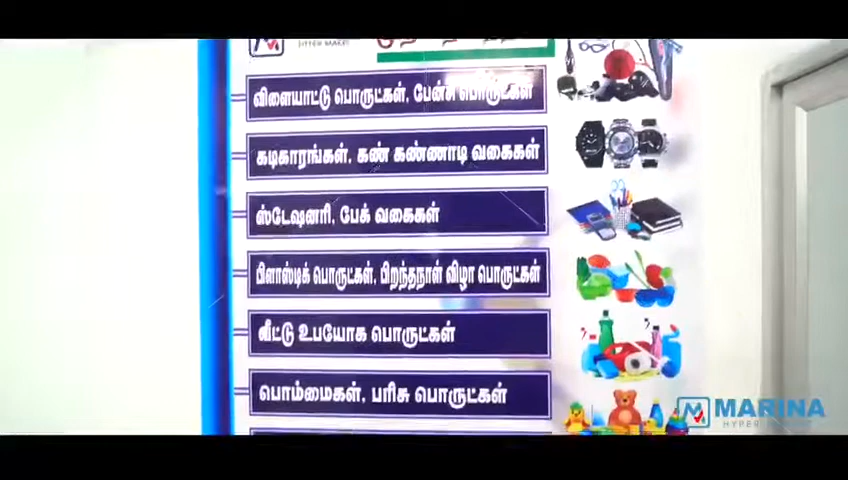 விளையாட்டு பொருட்கள், பேன்சி பொருட்கள்
கடிகாரங்கள், கண் கண்ணாடி வகைகள்
ஸ்டேஷனரி, பேக் வகைகள்
பிளாஸ்டிக் பொருட்கள், பிறந்தநாள் விழா பொருட்கள்
வீட்டு உபயோக பொருட்கள்
பொம்மைகள், பரிசு பொருட்கள்
MARINA
HYPER